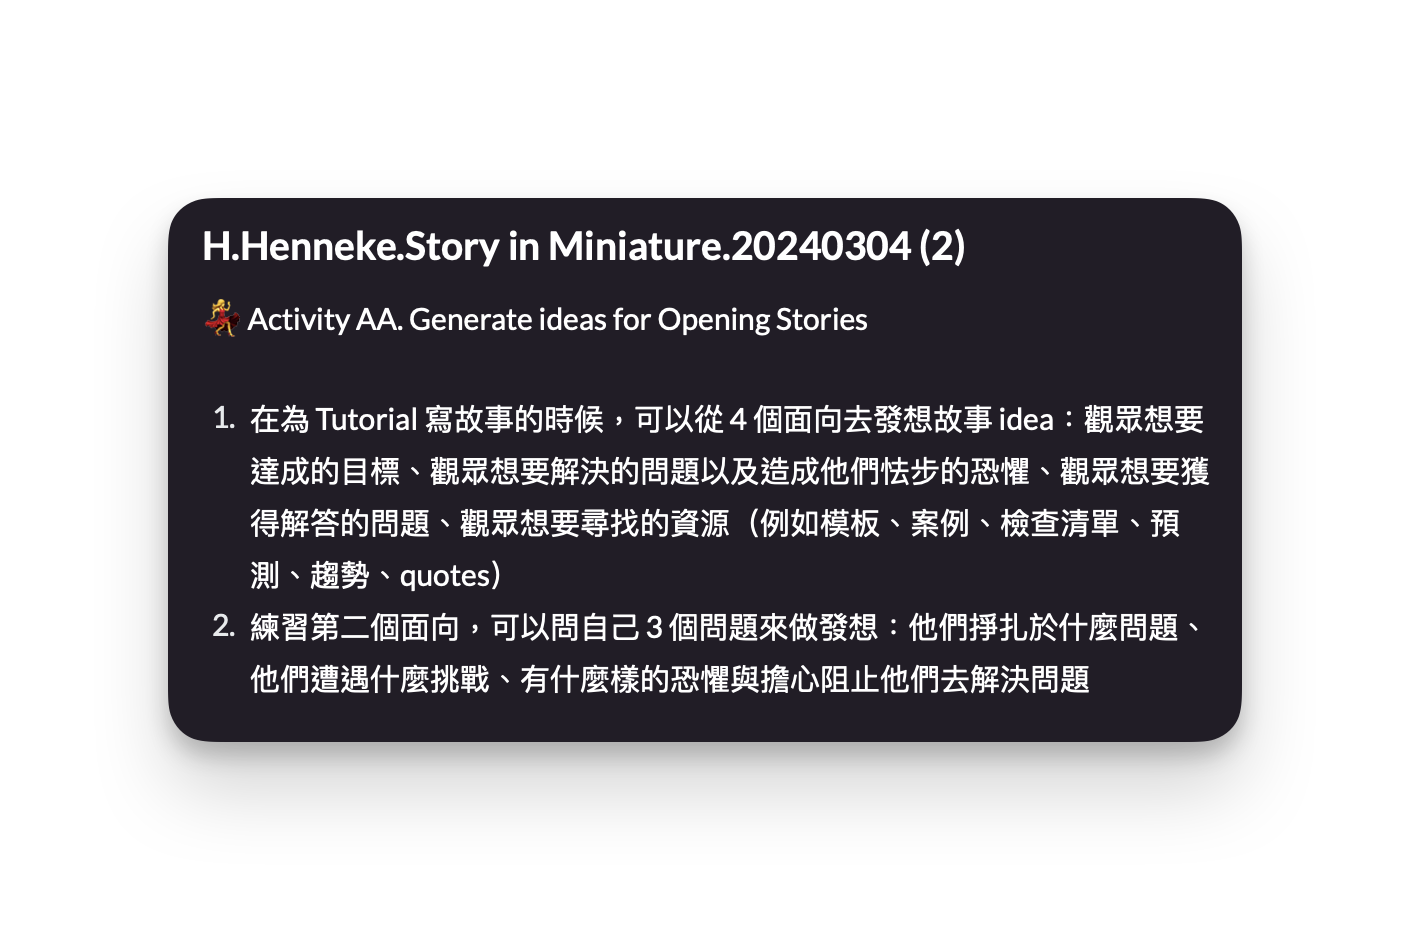 H.Henneke.Story in Miniature.20240304 (2)
💃 Activity AA. Generate ideas for Opening Stories
1. 在為 Tutorial 寫故事的時候，可以從 4 個面向去發想故事 idea：觀眾想要
達成的目標、觀眾想要解決的問題以及造成他們怯步的恐懼、觀眾想要獲
得解答的問題、觀眾想要尋找的資源（例如模板、案例、檢查清單、預
測、趨勢、quotes）
2. 練習第二個面向，可以問自己 3 個問題來做發想：他們掙扎於什麼問題、
他們遭遇什麼挑戰、有什麼樣的恐懼與擔心阻止他們去解決問題